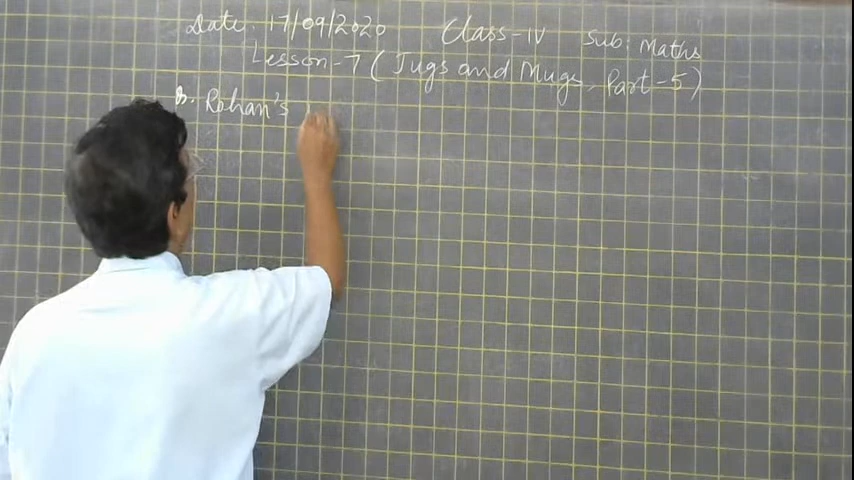 Date: 17/09/2020 Class-IV Sub: Maths
Lesson-7 (Jugs and Mugs, Part-5)
Rohan's